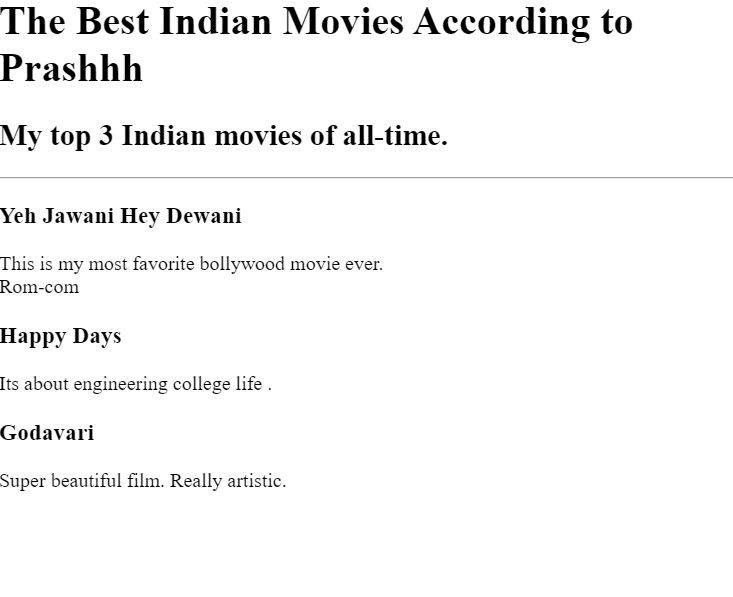 The Best Indian Movies According to
Prashhh
My top 3 Indian movies of all-time.
Yeh Jawani Hey Dewani
This is my most favorite bollywood movie ever.
Rom-com
Happy Days
Its about engineering college life .
Godavari
Super beautiful film. Really artistic.